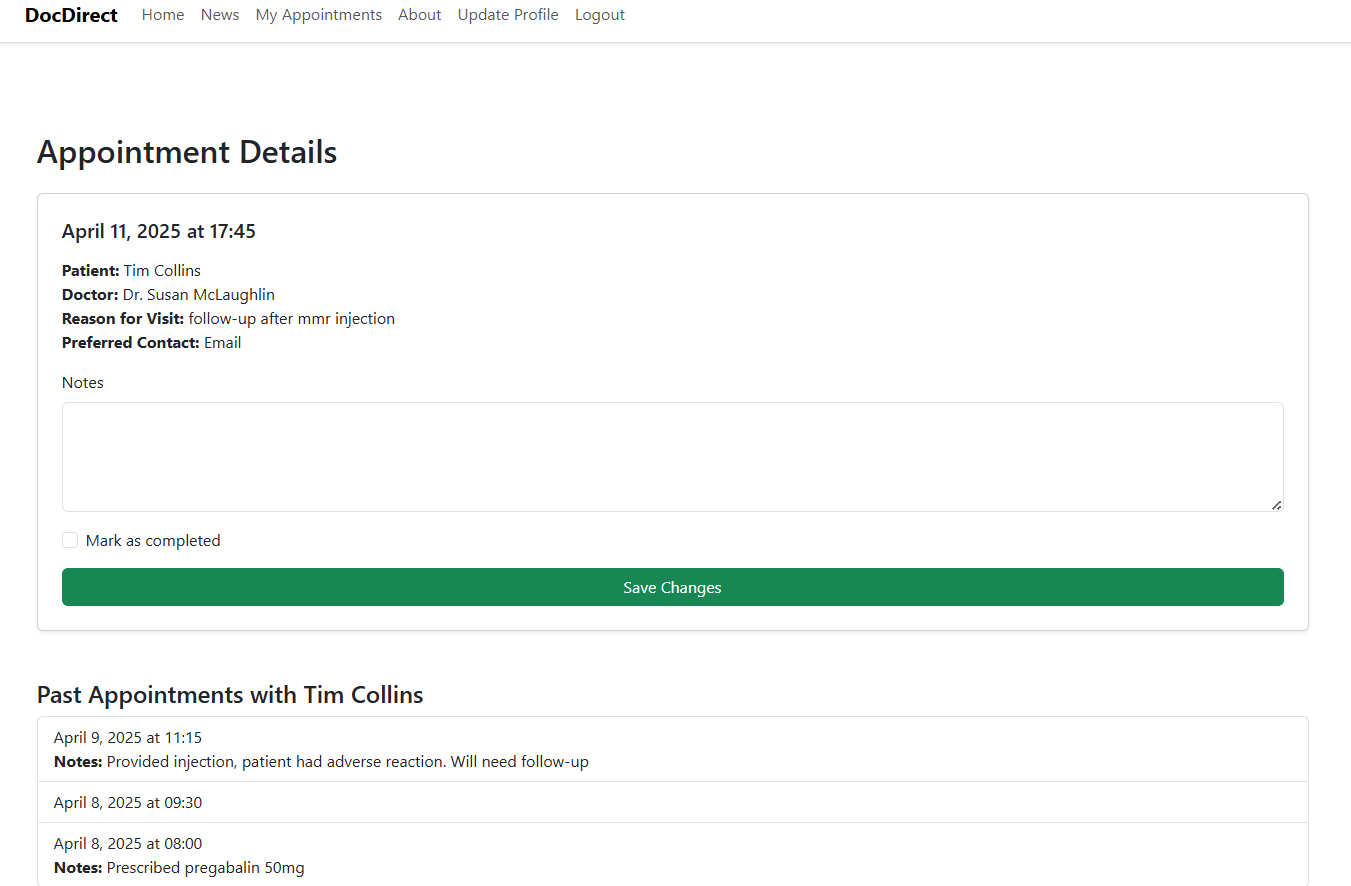 DocDirect Home News My Appointments About Update Profile Logout
Appointment Details
April 11, 2025 at 17:45
Patient: Tim Collins
Doctor: Dr. Susan McLaughlin
Reason for Visit: follow-up after mmr injection
Preferred Contact: Email
Notes
Mark as completed
Save Changes
Past Appointments with Tim Collins
April 9, 2025 at 11:15
Notes: Provided injection, patient had adverse reaction. Will need follow-up
April 8, 2025 at 09:30
April 8, 2025 at 08:00
Notes: Prescribed pregabalin 50mg